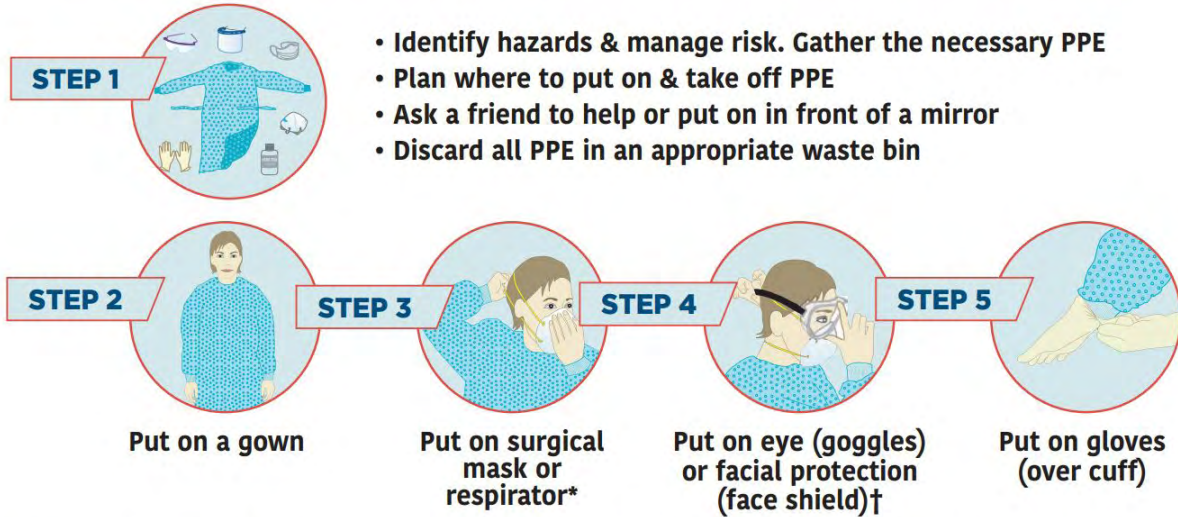 STEP 1
• Identify hazards & manage risk. Gather the necessary PPE
• Plan where to put on & take off PPE
• Ask a friend to help or put on in front of a mirror
• Discard all PPE in an appropriate waste bin
STEP 2
Put on a gown
STEP 3
Put on surgical
mask or
respirator*
STEP 4
Put on eye (goggles)
or facial protection
(face shield)†
STEP 5
Put on gloves
(over cuff)